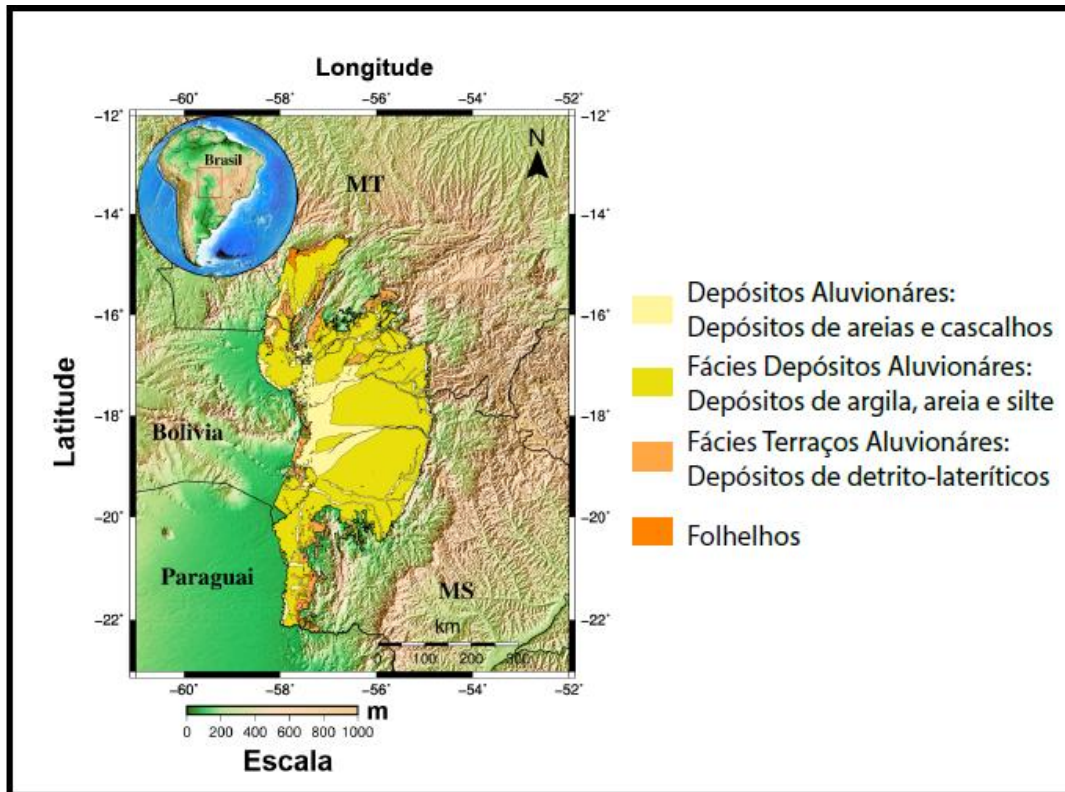 Longitude
−60˚ −58˚ −56˚ −54˚ −52˚
−12˚ −12˚
Brasil
N
MT
−14˚ −14˚
−16˚ −16˚
Latitude
−18˚ −18˚
Bolivia
−20˚ −20˚
Paraguai
MS
−22˚ −22˚
km
0 100 200 300
−60˚ −58˚ −56˚ −54˚ −52˚
m
0 200 400 600 800 1000
Escala
Depósitos Aluvionáres:
Depósitos de areias e cascalhos
Fácies Depósitos Aluvionáres:
Depósitos de argila, areia e silte
Fácies Terraços Aluvionáres:
Depósitos de detrito-lateríticos
Folhelhos